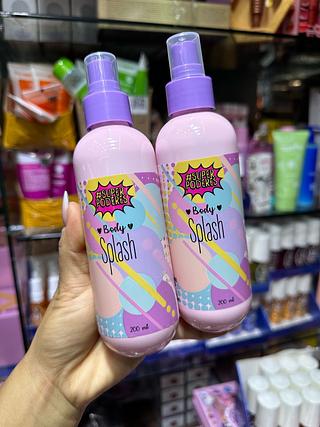 #SUPER
PODERES
Body
Splash
200 ml
#SUPER
PODERES
Body
Splash
200 ml